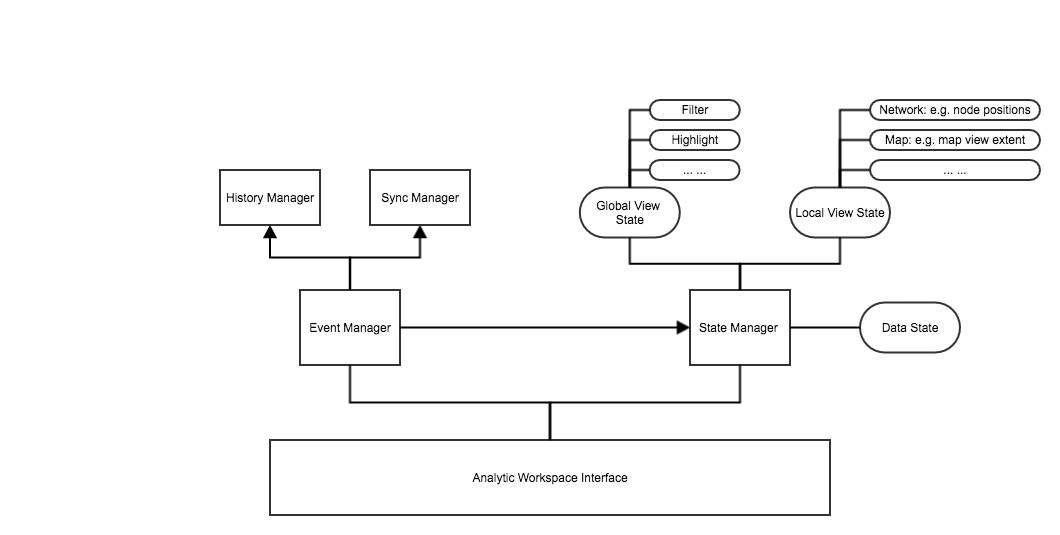 Filter
Network: e.g. node positions
Highlight
Map: e.g. map view extent
... ...
... ...
History Manager
Sync Manager
Global View
State
Local View State
Event Manager
State Manager
Data State
Analytic Workspace Interface